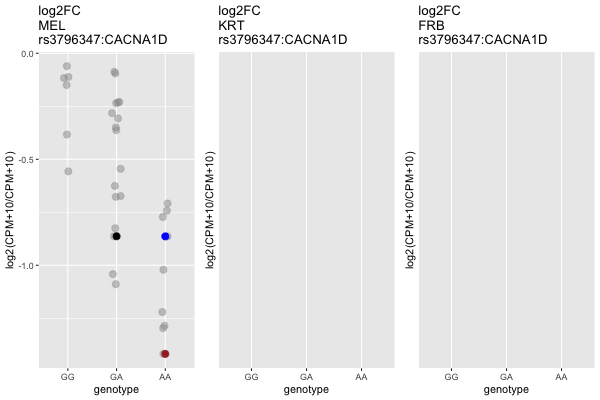 log2FC
MEL
rs3796347:CACNA1D
log2FC
KRT
rs3796347:CACNA1D
log2FC
FRB
rs3796347:CACNA1D
log2(CPM+10/CPM+10)
0.0
-0.5
-1.0
GG GA AA
genotype
log2(CPM+10/CPM+10)
GG GA AA
genotype
log2(CPM+10/CPM+10)
GG GA AA
genotype